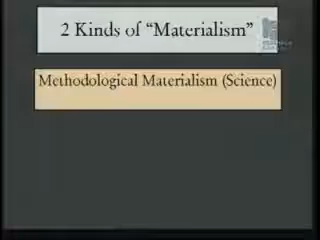 2 Kinds of “Materialism”
Methodological Materialism (Science)